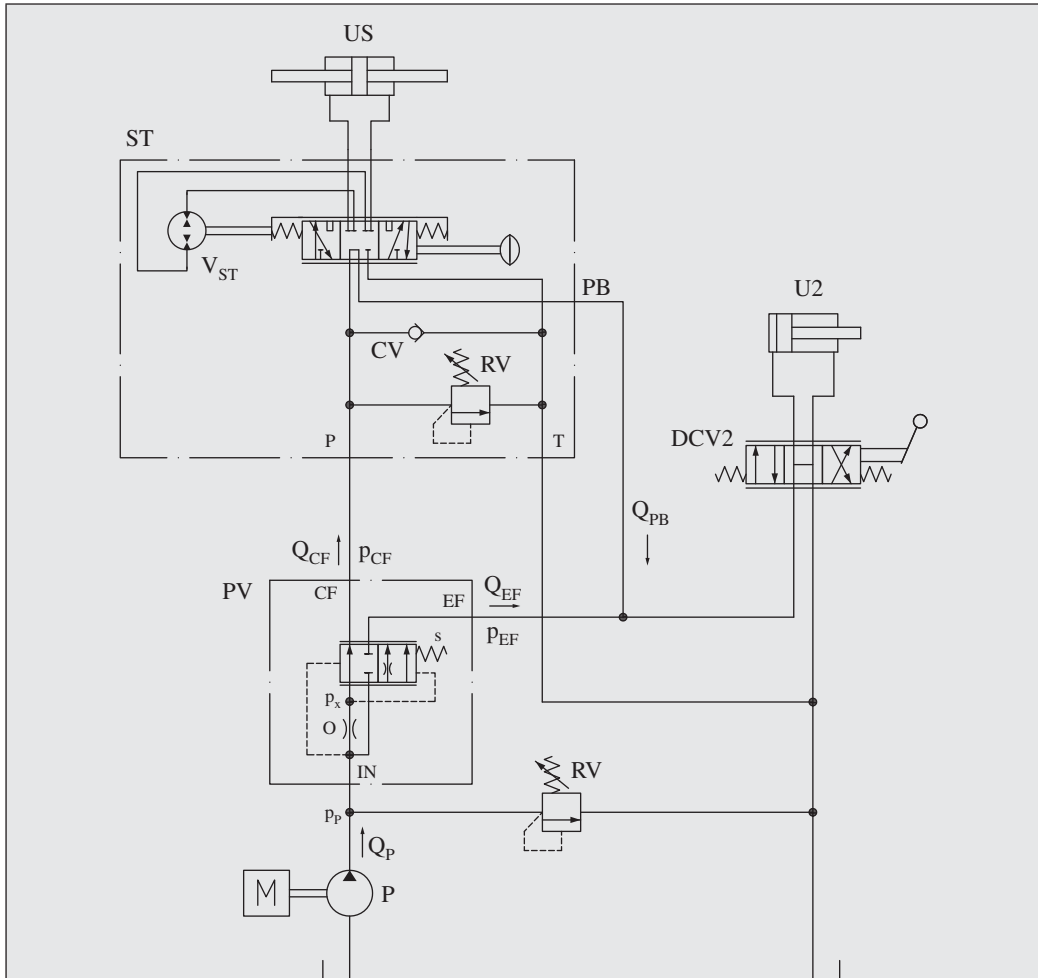 US
ST
V_ST
PB
U2
CV
RV
P
T
DCV2
Q_PB
Q_CF
p_CF
PV
CF
EF
Q_EF
p_EF
s
p_x
O
IN
RV
p_P
Q_P
M
P